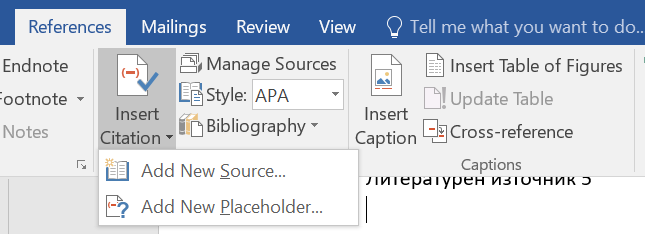 References Mailings Review View Tell me what you want to do...
Endnote
Footnote
Notes
Insert
Citation
Manage Sources
Style: APA
Bibliography
Insert
Caption
Insert Table of Figures
Update Table
Cross-reference
Captions
Add New Source...
Add New Placeholder...
Литературен източник 5